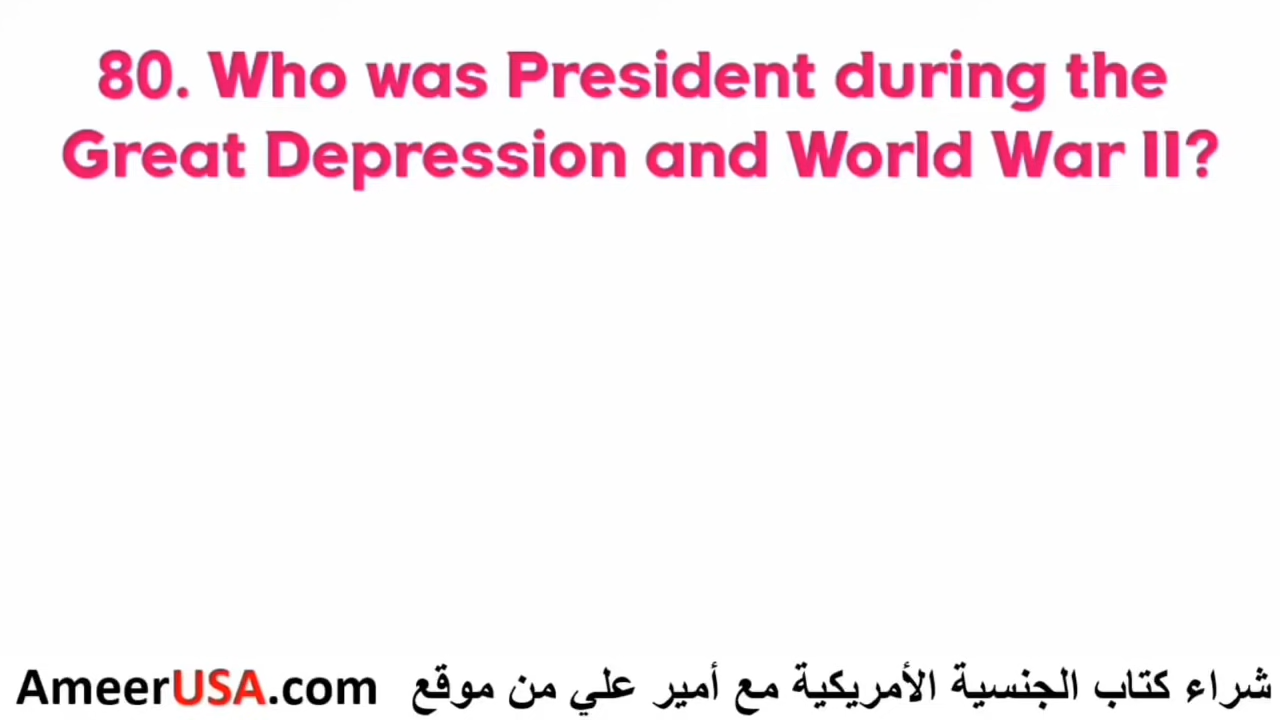 80. Who was President during the
Great Depression and World War II?
شراء كتاب الجنسية الأمريكية مع أمير علي من موقع AmeerUSA.com